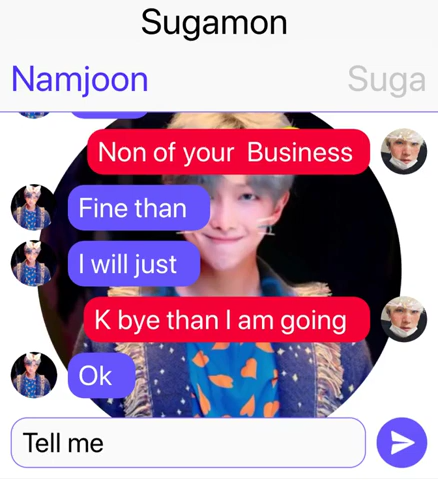 Sugamon
Namjoon Suga
Non of your Business
Fine than
I will just
K bye than I am going
Ok
Tell me